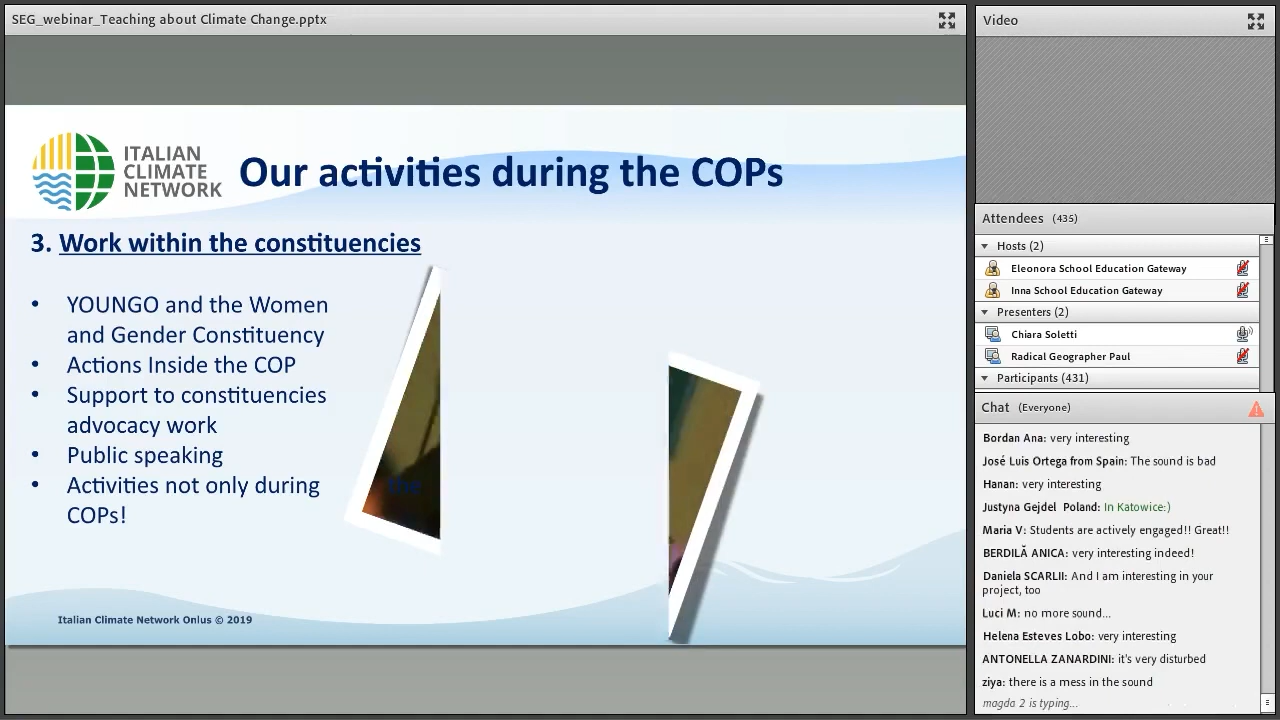 SEG_webinar_Teaching about Climate Change.pptx
ITALIAN
CLIMATE
NETWORK
Our activities during the COPs
3. Work within the constituencies
• YOUNGO and the Women
and Gender Constituency
• Actions Inside the COP
• Support to constituencies
advocacy work
• Public speaking
• Activities not only during the
COPs!
Italian Climate Network Onlus © 2019
Video
Attendees (435)
Hosts (2)
Eleonora School Education Gateway
Inna School Education Gateway
Presenters (2)
Chiara Soletti
Radical Geographer Paul
Participants (431)
Chat (Everyone)
Bordan Ana: very interesting
José Luis Ortega from Spain: The sound is bad
Hanan: very interesting
Justyna Gejdel Poland: In Katowice:)
Maria V: Students are actively engaged!! Great!!
BERDILĂ ANICA: very interesting indeed!
Daniela SCARLII: And I am interesting in your
project, too
Luci M: no more sound...
Helena Esteves Lobo: very interesting
ANTONELLA ZANARDINI: it's very disturbed
ziya: there is a mess in the sound
magda 2 is typing...